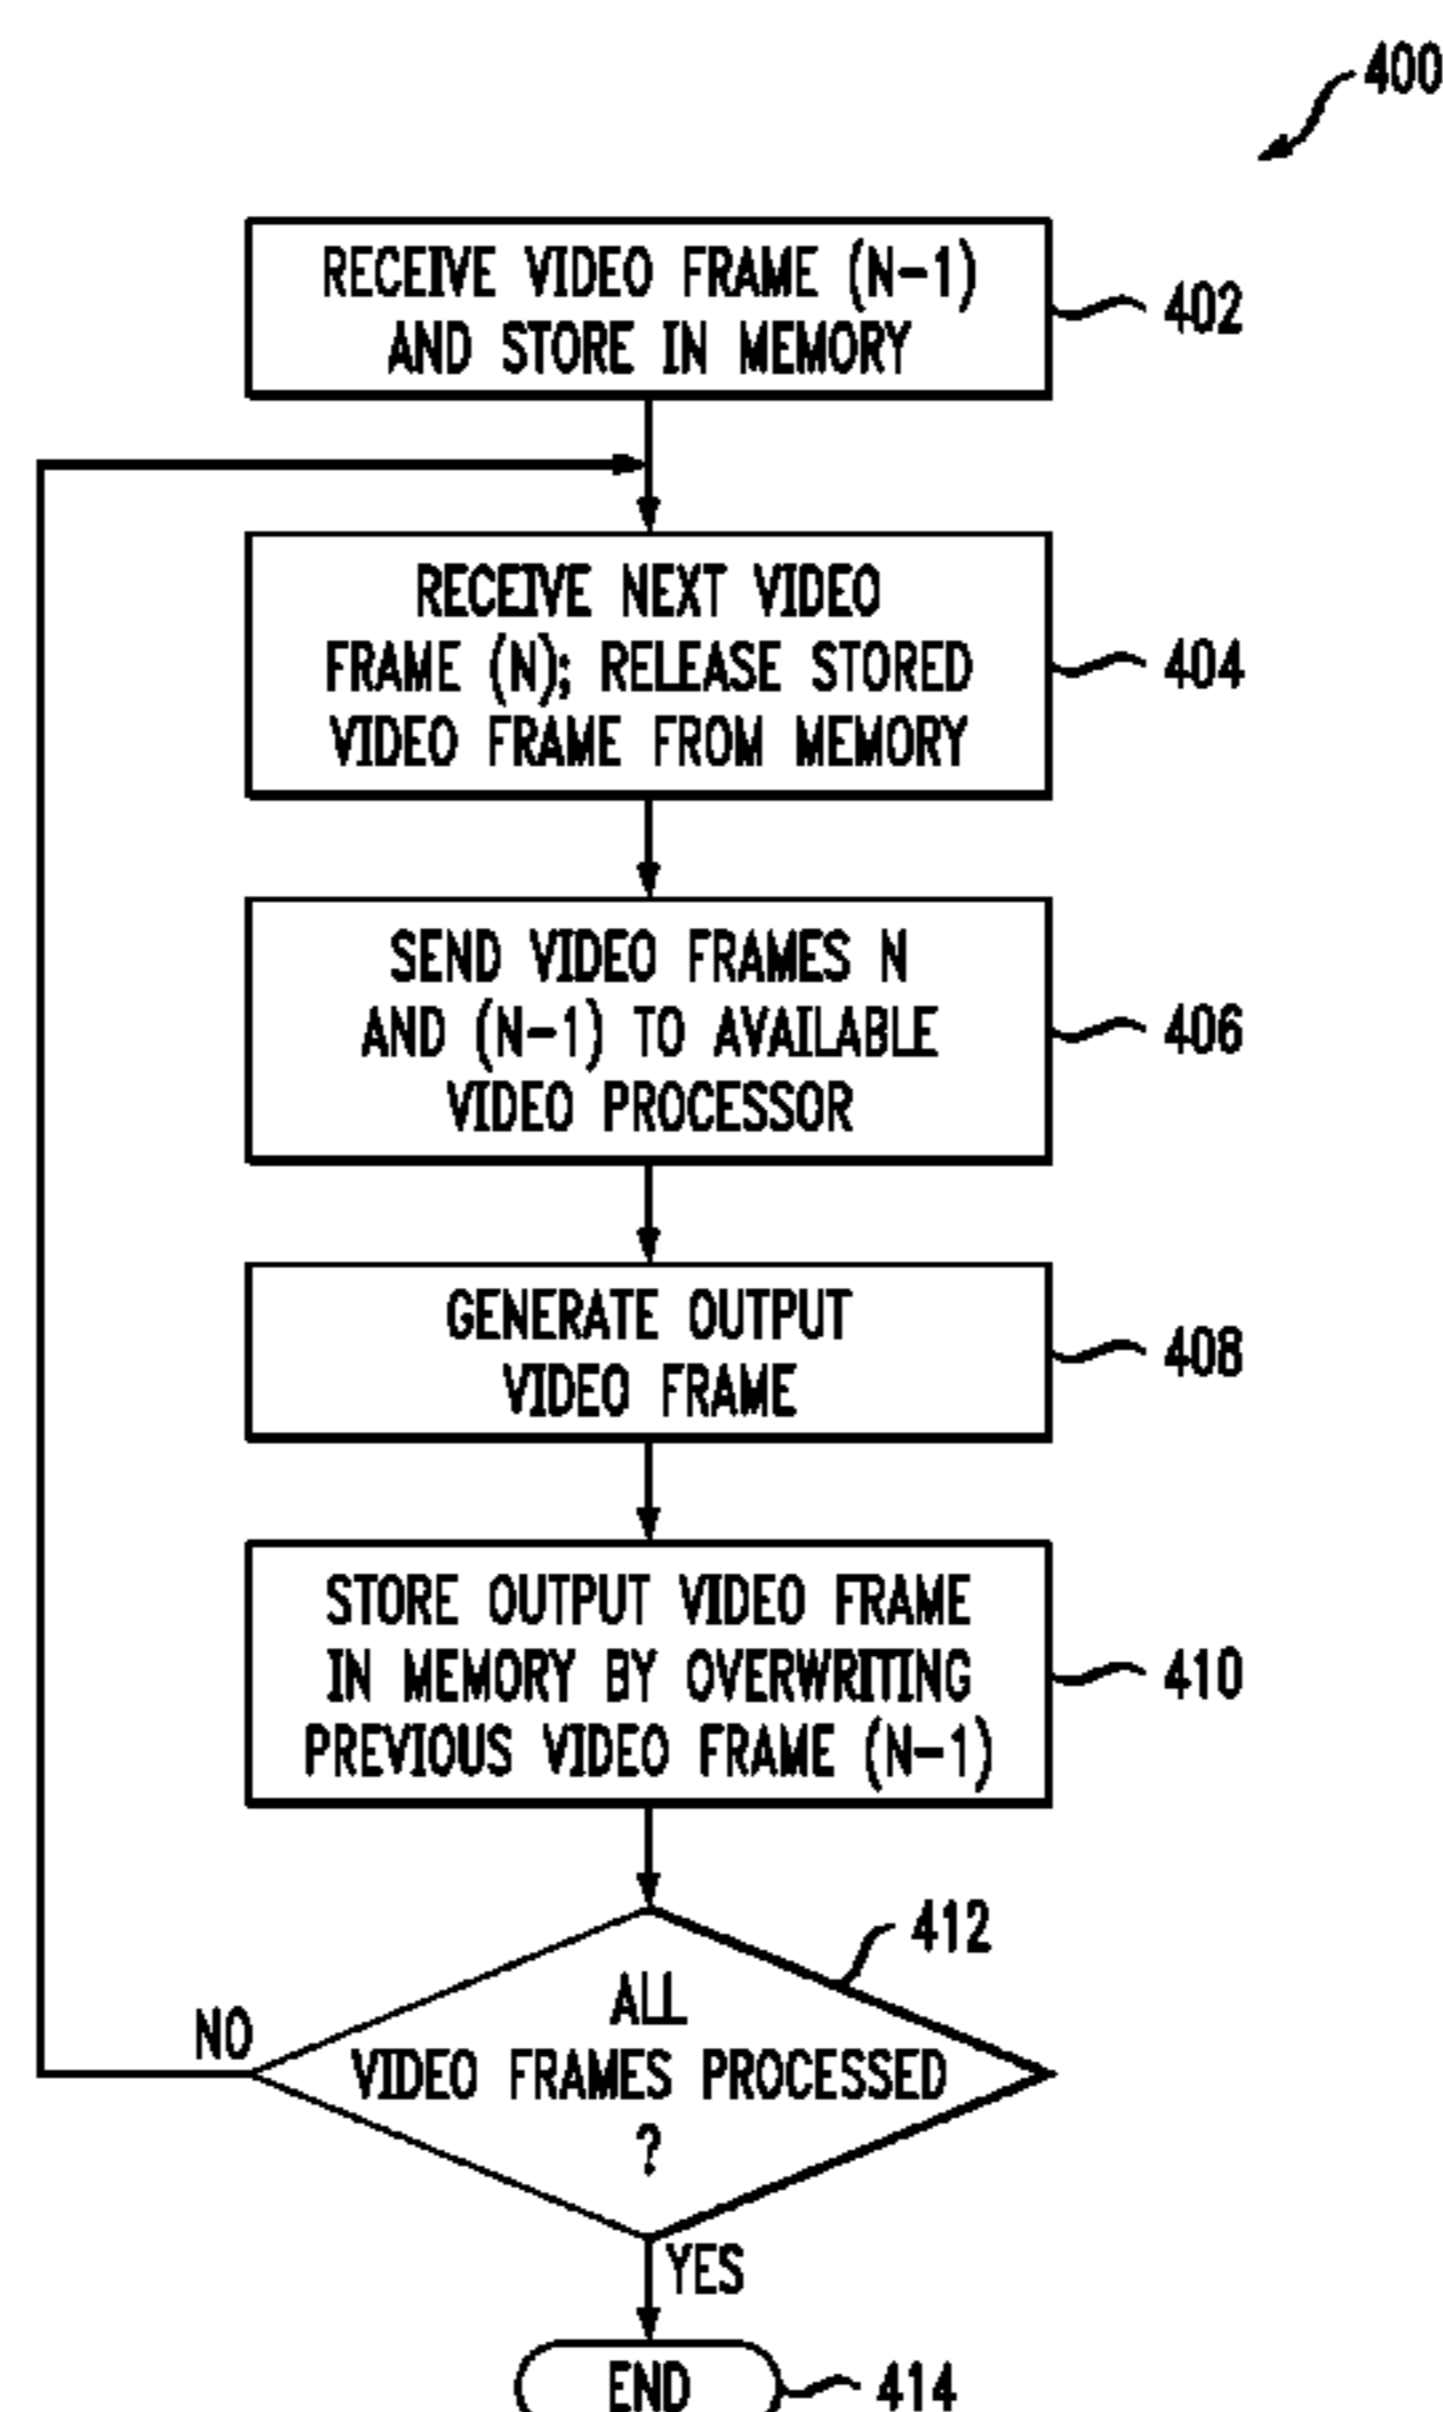 400
RECEIVE VIDEO FRAME (N-1)
AND STORE IN MEMORY
402
RECEIVE NEXT VIDEO
FRAME (N); RELEASE STORED
VIDEO FRAME FROM MEMORY
404
SEND VIDEO FRAMES N
AND (N-1) TO AVAILABLE
VIDEO PROCESSOR
406
GENERATE OUTPUT
VIDEO FRAME
408
STORE OUTPUT VIDEO FRAME
IN MEMORY BY OVERWRITING
PREVIOUS VIDEO FRAME (N-1)
410
412
ALL
VIDEO FRAMES PROCESSED
?
NO
YES
END
414